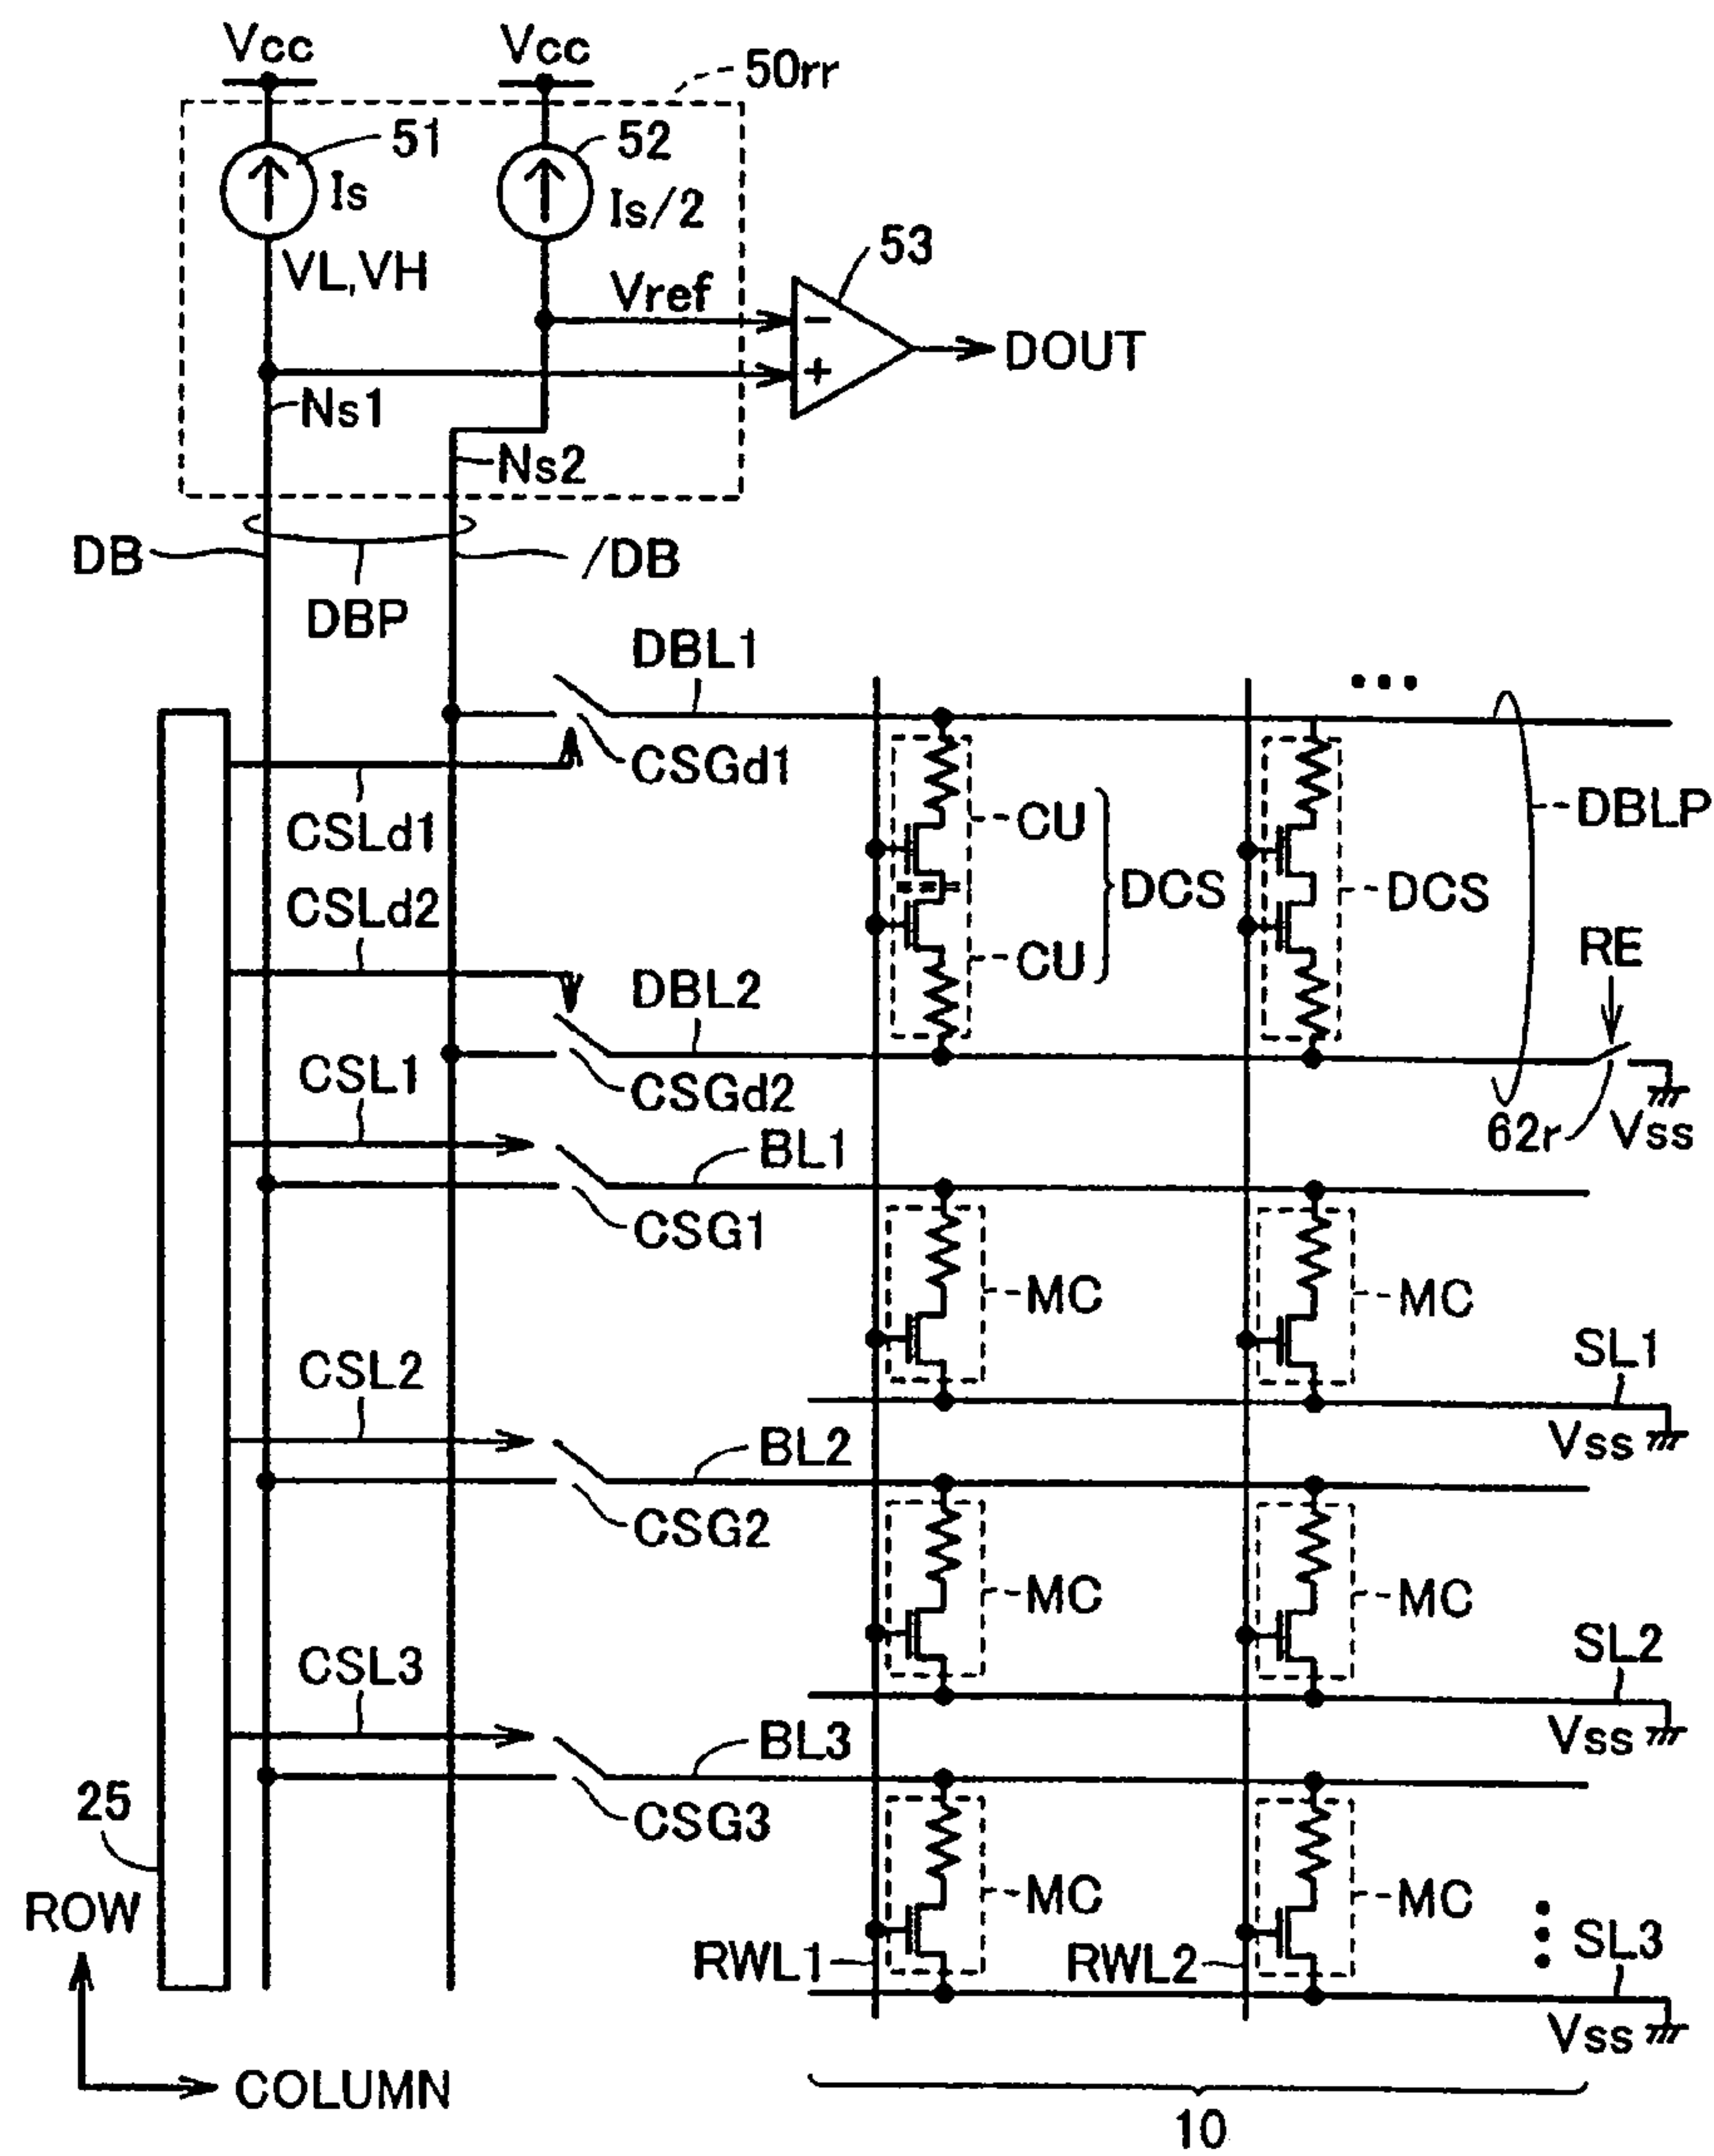 Vcc
Vcc
50rr
51
52
Is
Is/2
53
VL,VH
Vref
−
DOUT
+
Ns1
Ns2
DB
/DB
DBP
DBL1
CSGd1
CU
DBLP
CSLd1
DCS
DCS
CSLd2
RE
CU
DBL2
CSL1
CSGd2
62r
Vss
BL1
CSG1
MC
MC
SL1
CSL2
BL2
Vss
CSG2
MC
MC
SL2
CSL3
BL3
Vss
25
CSG3
MC
MC
ROW
SL3
RWL1
RWL2
Vss
COLUMN
10